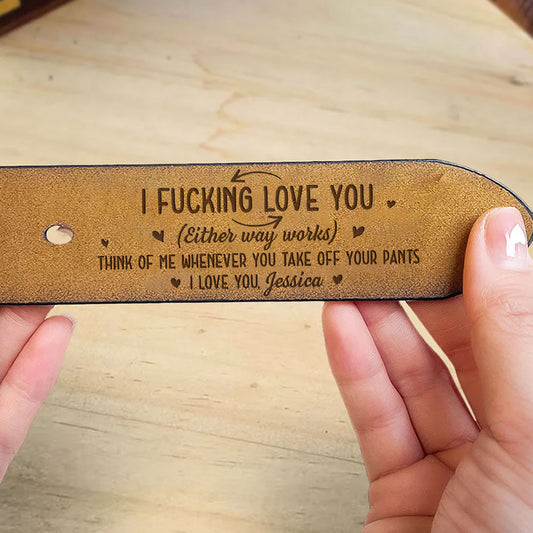 I FUCKING LOVE YOU
(Either way works)
THINK OF ME WHENEVER YOU TAKE OFF YOUR PANTS
I LOVE YOU, Jessica